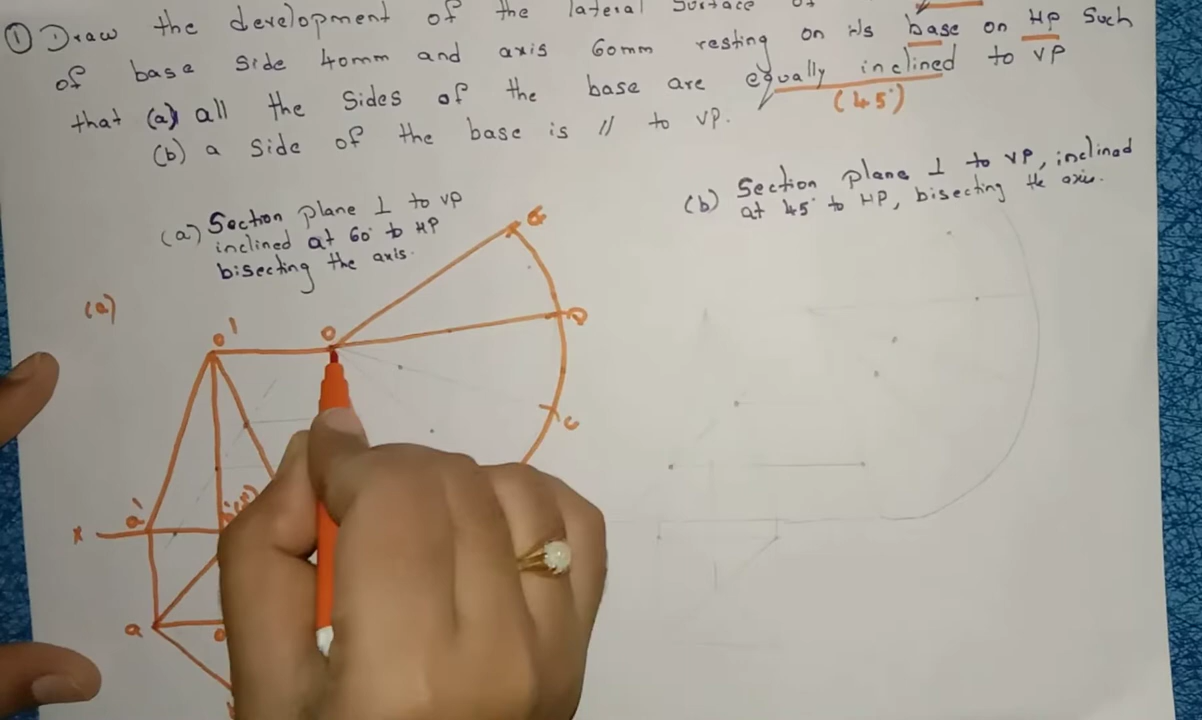 ① Draw the development of the lateral surface of
of base side 40mm and axis 60mm resting on its base on HP such
that (a) all the sides of the base are equally inclined to VP
(45°)
(b) a side of the base is // to VP.
(a) Section plane ⊥ to VP
inclined at 60° to HP
bisecting the axis.
(b) Section plane ⊥ to VP, inclined
at 45° to HP, bisecting the axis.
(a)
o'
O
D
C
X
a'
a